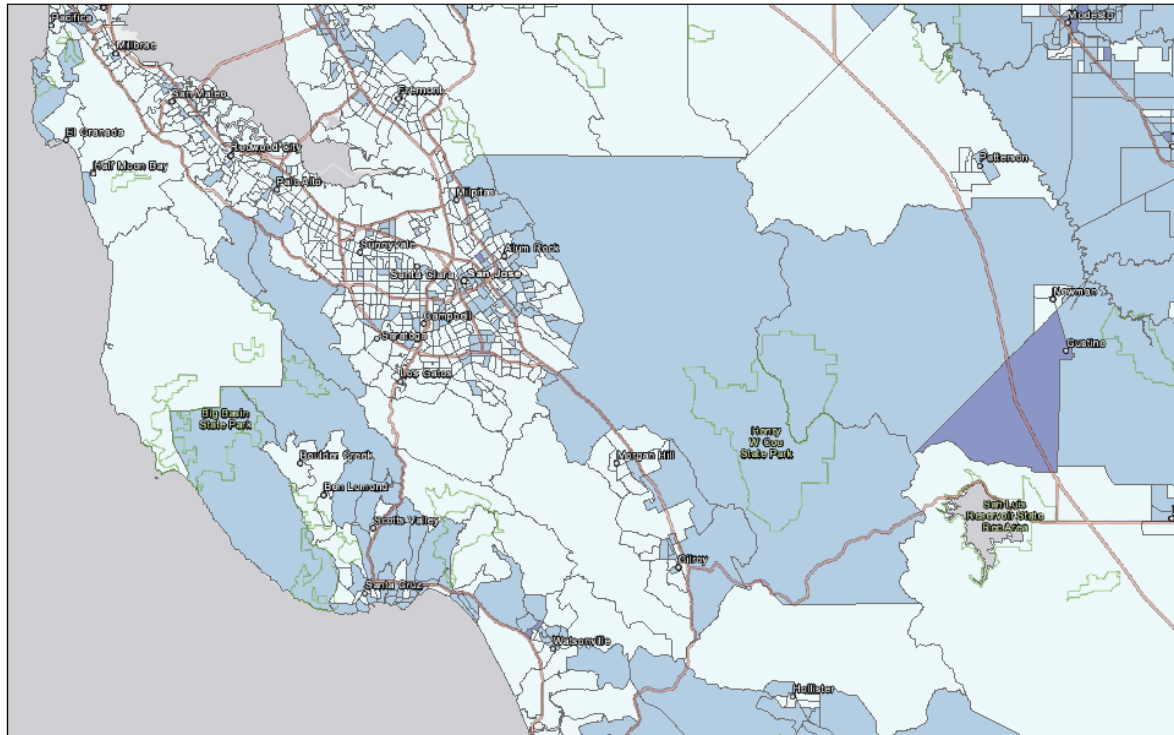 Pacifica
Modesto
Millbrae
San Mateo
Fremont
El Granada
Redwood City
Half Moon Bay
Patterson
Palo Alto
Milpitas
Sunnyvale
Alum Rock
Santa Clara
San Jose
Newman
Campbell
Saratoga
Gustine
Los Gatos
Big Basin
State Park
Henry
W Coe
State Park
Boulder Creek
Morgan Hill
Ben Lomond
San Luis
Reservoir State
Rec Area
Scotts Valley
Gilroy
Santa Cruz
Watsonville
Hollister